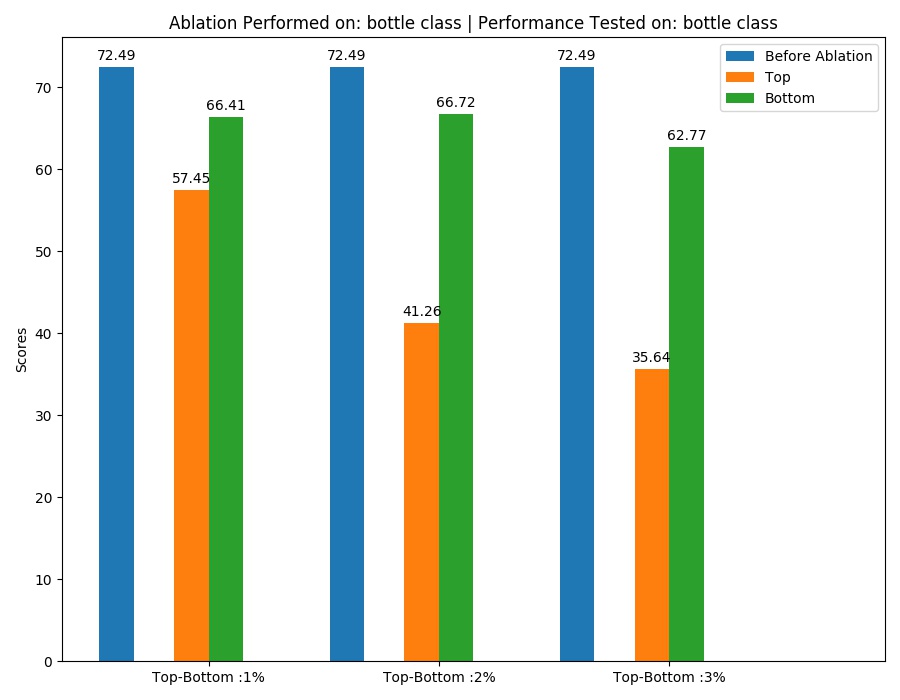 Ablation Performed on: bottle class | Performance Tested on: bottle class
72.49
72.49
72.49
Before Ablation
Top
Bottom
66.41
66.72
62.77
57.45
41.26
35.64
Scores
70
60
50
40
30
20
10
0
Top-Bottom :1%
Top-Bottom :2%
Top-Bottom :3%